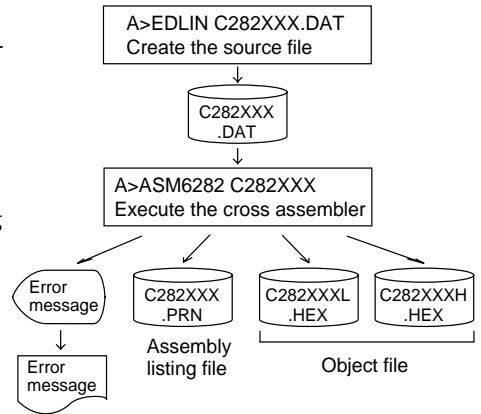 A>EDLIN C282XXX.DAT
Create the source file
C282XXX
.DAT
A>ASM6282 C282XXX
Execute the cross assembler
Error
message
C282XXX
.PRN
C282XXXL
.HEX
C282XXXH
.HEX
Assembly
listing file
Object file
Error
message